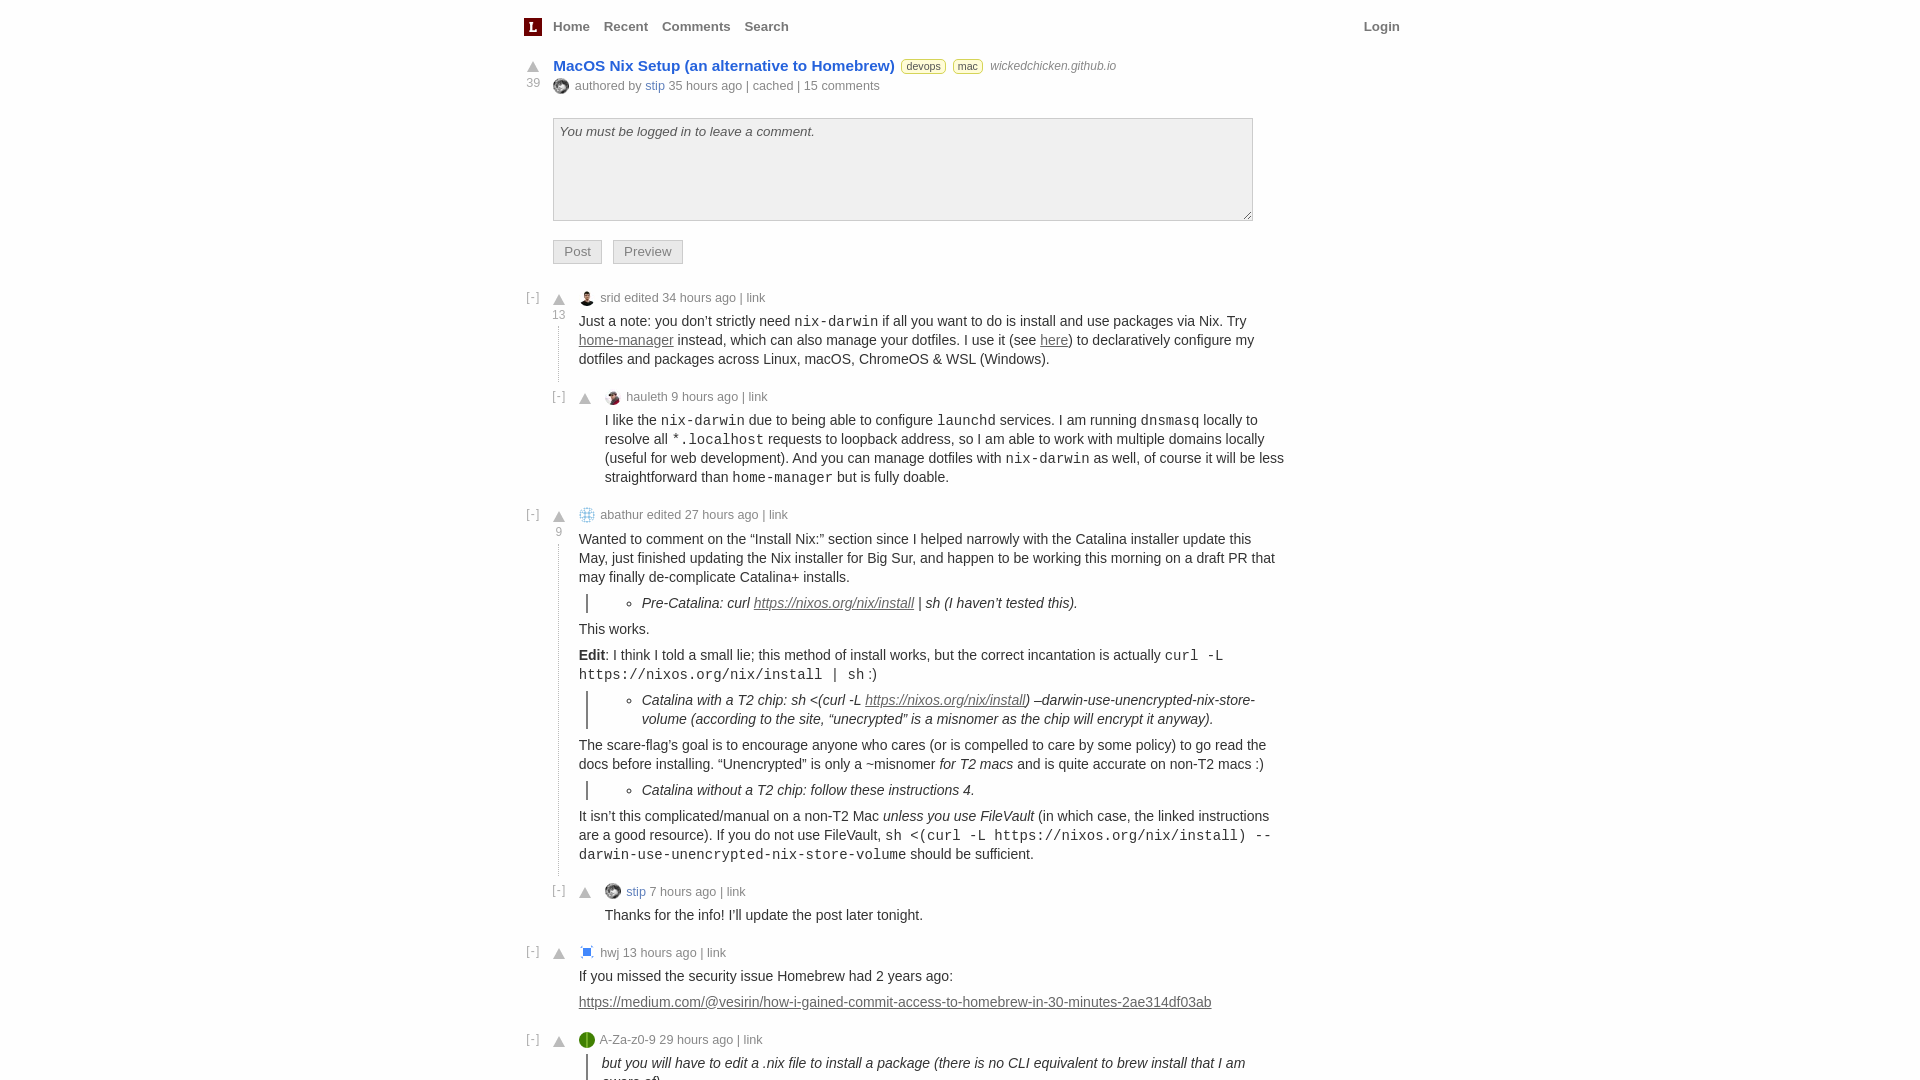 L Home Recent Comments Search Login
MacOS Nix Setup (an alternative to Homebrew) devops mac wickedchicken.github.io
39
authored by stip 35 hours ago | cached | 15 comments
You must be logged in to leave a comment.
Post Preview
[-] srid edited 34 hours ago | link
13
Just a note: you don’t strictly need nix-darwin if all you want to do is install and use packages via Nix. Try
home-manager instead, which can also manage your dotfiles. I use it (see here) to declaratively configure my
dotfiles and packages across Linux, macOS, ChromeOS & WSL (Windows).
[-] hauleth 9 hours ago | link
I like the nix-darwin due to being able to configure launchd services. I am running dnsmasq locally to
resolve all *.localhost requests to loopback address, so I am able to work with multiple domains locally
(useful for web development). And you can manage dotfiles with nix-darwin as well, of course it will be less
straightforward than home-manager but is fully doable.
[-] abathur edited 27 hours ago | link
9
Wanted to comment on the “Install Nix:” section since I helped narrowly with the Catalina installer update this
May, just finished updating the Nix installer for Big Sur, and happen to be working this morning on a draft PR that
may finally de-complicate Catalina+ installs.
◦ Pre-Catalina: curl https://nixos.org/nix/install | sh (I haven’t tested this).
This works.
Edit: I think I told a small lie; this method of install works, but the correct incantation is actually curl -L
https://nixos.org/nix/install | sh :)
◦ Catalina with a T2 chip: sh <(curl -L https://nixos.org/nix/install) –darwin-use-unencrypted-nix-store-
volume (according to the site, “unecrypted” is a misnomer as the chip will encrypt it anyway).
The scare-flag’s goal is to encourage anyone who cares (or is compelled to care by some policy) to go read the
docs before installing. “Unencrypted” is only a ~misnomer for T2 macs and is quite accurate on non-T2 macs :)
◦ Catalina without a T2 chip: follow these instructions 4.
It isn’t this complicated/manual on a non-T2 Mac unless you use FileVault (in which case, the linked instructions
are a good resource). If you do not use FileVault, sh <(curl -L https://nixos.org/nix/install) --
darwin-use-unencrypted-nix-store-volume should be sufficient.
[-] stip 7 hours ago | link
Thanks for the info! I’ll update the post later tonight.
[-] hwj 13 hours ago | link
If you missed the security issue Homebrew had 2 years ago:
https://medium.com/@vesirin/how-i-gained-commit-access-to-homebrew-in-30-minutes-2ae314df03ab
[-] A-Za-z0-9 29 hours ago | link
but you will have to edit a .nix file to install a package (there is no CLI equivalent to brew install that I am